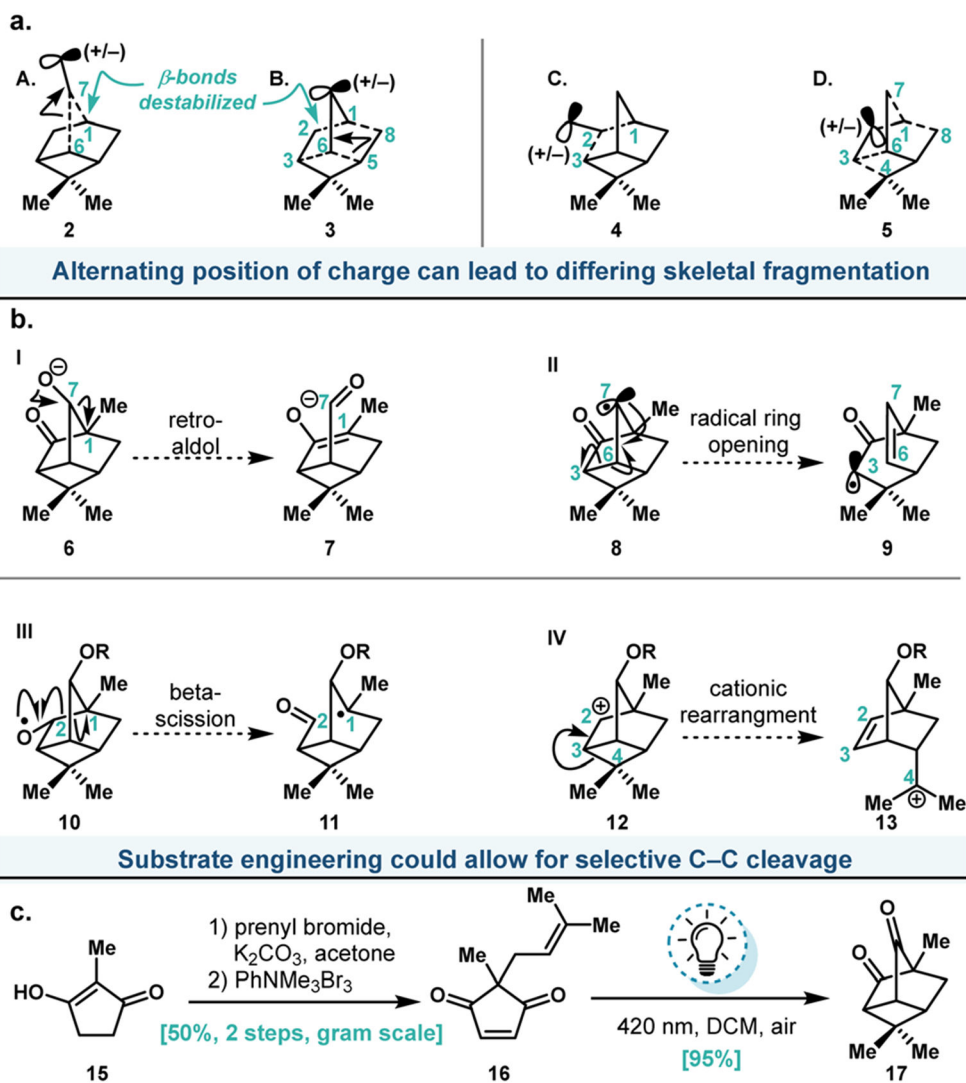 a.
A.
(+/–)
7
1
6
Me
Me
2
β-bonds
destabilized
B.
(+/–)
1
2
6
8
3
5
Me
Me
3
C.
2
1
(+/–)
3
Me
Me
4
D.
7
(+/–)
1
6
8
3
4
Me
Me
5
Alternating position of charge can lead to differing skeletal fragmentation
b.
I
O
⊖
7
Me
O
1
Me
Me
6
retro-
aldol
O
⊖
7
O
Me
1
Me
Me
7
II
7
Me
O
6
3
Me
Me
8
radical ring
opening
7
O
Me
3
6
Me
Me
9
III
OR
Me
O
2
1
Me
Me
10
beta-
scission
OR
Me
O
2
1
Me
Me
11
IV
OR
Me
⊕
2
3
4
Me
Me
12
cationic
rearrangment
OR
Me
2
3
4
Me
⊕
Me
13
Substrate engineering could allow for selective C–C cleavage
c.
Me
HO
O
15
1) prenyl bromide,
K₂CO₃, acetone
2) PhNMe₃Br₃
[50%, 2 steps, gram scale]
Me
Me
Me
O
O
16
420 nm, DCM, air
[95%]
O
Me
O
Me
Me
17